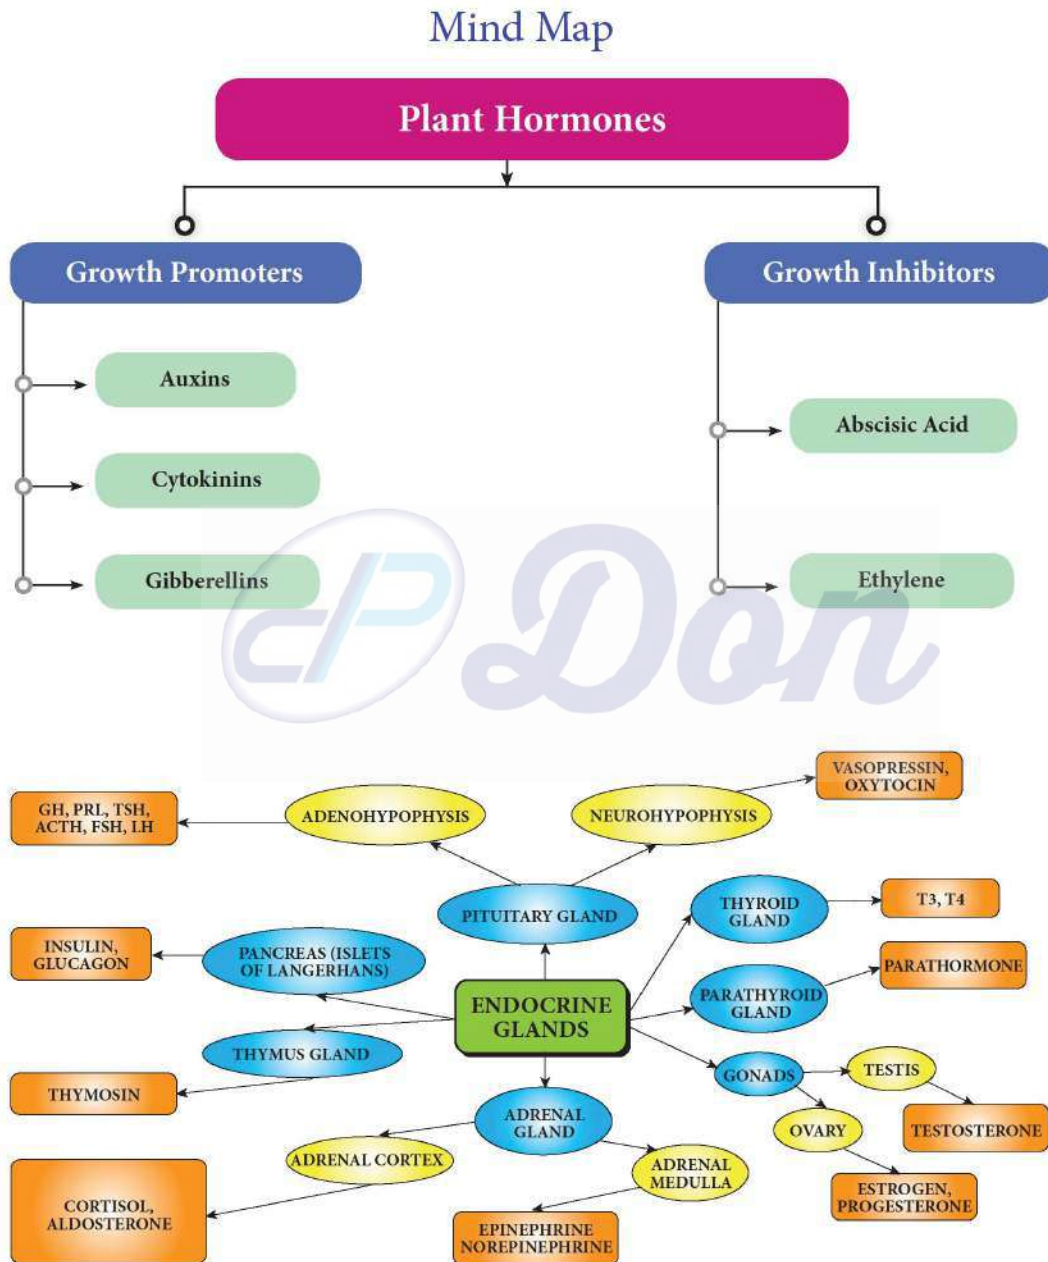 Mind Map
Plant Hormones
Growth Promoters
Growth Inhibitors
Auxins
Cytokinins
Gibberellins
Abscisic Acid
Ethylene
Don
VASOPRESSIN,
OXYTOCIN
GH, PRL, TSH,
ACTH, FSH, LH
ADENOHYPOPHYSIS
NEUROHYPOPHYSIS
PITUITARY GLAND
THYROID
GLAND
T3, T4
INSULIN,
GLUCAGON
PANCREAS (ISLETS
OF LANGERHANS)
PARATHYROID
GLAND
PARATHORMONE
ENDOCRINE
GLANDS
THYMUS GLAND
THYMOSIN
GONADS
TESTIS
TESTOSTERONE
OVARY
ESTROGEN,
PROGESTERONE
ADRENAL
GLAND
ADRENAL CORTEX
ADRENAL
MEDULLA
CORTISOL,
ALDOSTERONE
EPINEPHRINE
NOREPINEPHRINE